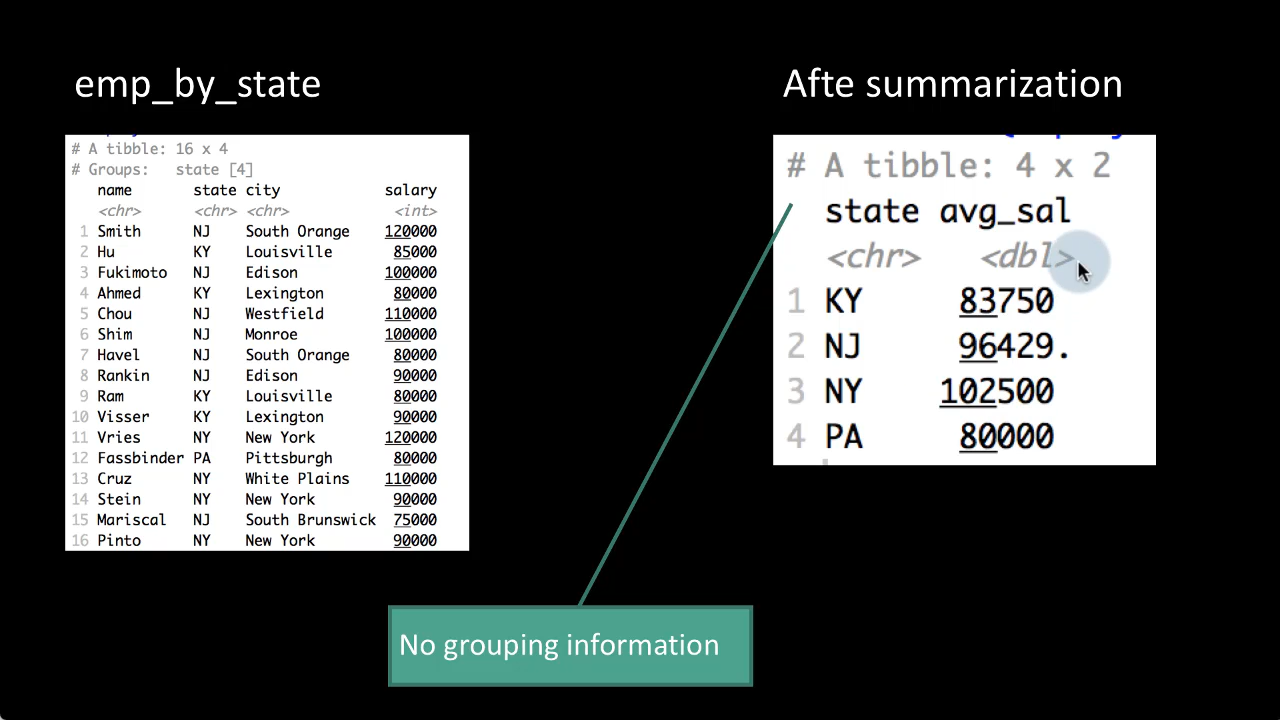 emp_by_state
# A tibble: 16 x 4
# Groups:   state [4]
name state city salary
<chr> <chr> <chr> <int>
1 Smith NJ South Orange 120000
2 Hu KY Louisville 85000
3 Fukimoto NJ Edison 100000
4 Ahmed KY Lexington 80000
5 Chou NJ Westfield 110000
6 Shim NJ Monroe 100000
7 Havel NJ South Orange 80000
8 Rankin NJ Edison 90000
9 Ram KY Louisville 80000
10 Visser KY Lexington 90000
11 Vries NY New York 120000
12 Fassbinder PA Pittsburgh 80000
13 Cruz NY White Plains 110000
14 Stein NY New York 90000
15 Mariscal NJ South Brunswick 75000
16 Pinto NY New York 90000
Afte summarization
# A tibble: 4 x 2
state avg_sal
<chr> <dbl>
1 KY 83750
2 NJ 96429.
3 NY 102500
4 PA 80000
No grouping information